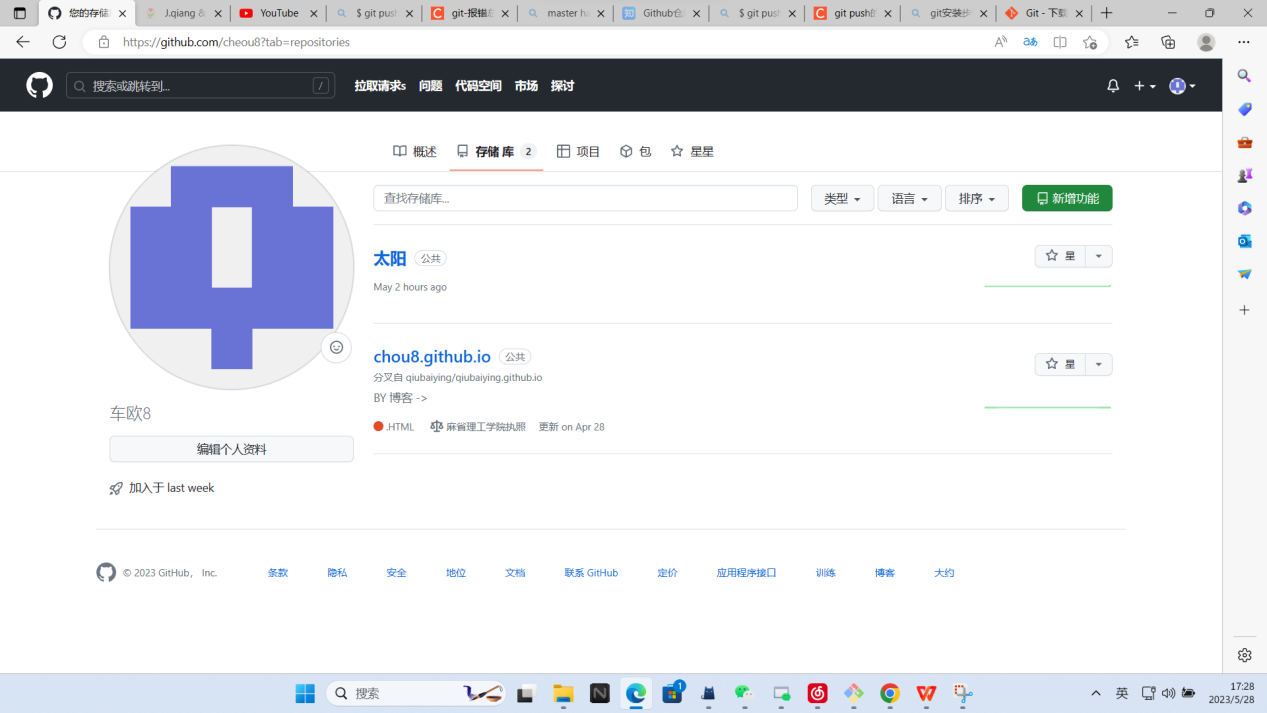 您的存储
J.qiang &
YouTube
$ git push
git-报错
master ha
Github仓
$ git push
git push的
git安装步
Git - 下载
https://github.com/cheou8?tab=repositories
搜索或跳转到...
/
拉取请求s 问题 代码空间 市场 探讨
概述 存储 库 2 项目 包 星星
查找存储库...
类型 语言 排序 新增功能
太阳 公共
星
May 2 hours ago
chou8.github.io 公共
星
分叉自 qiubaiying/qiubaiying.github.io
BY 博客 ->
.HTML 麻省理工学院执照 更新 on Apr 28
车欧8
编辑个人资料
加入于 last week
© 2023 GitHub， Inc. 条款 隐私 安全 地位 文档 联系 GitHub 定价 应用程序接口 训练 博客 大约
搜索
1
英
17:28
2023/5/28